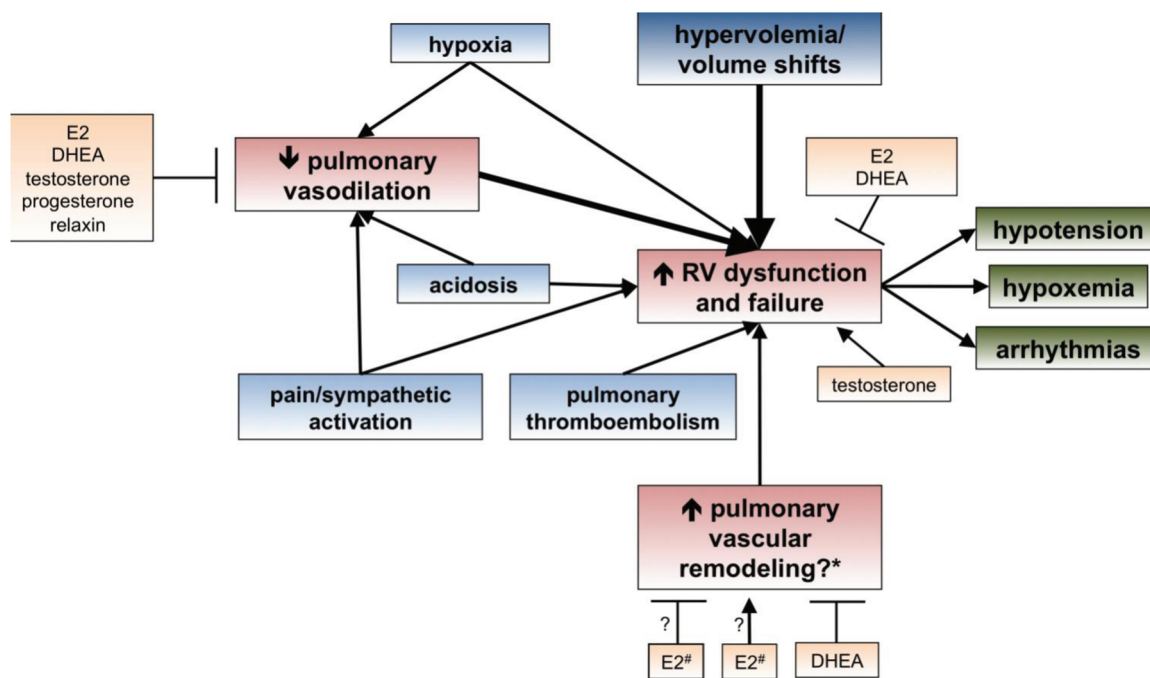 hypoxia
hypervolemia/
volume shifts
E2
DHEA
testosterone
progesterone
relaxin
↓ pulmonary
vasodilation
E2
DHEA
acidosis
↑ RV dysfunction
and failure
hypotension
hypoxemia
arrhythmias
testosterone
pain/sympathetic
activation
pulmonary
thromboembolism
↑ pulmonary
vascular
remodeling?*
?
?
E2#
E2#
DHEA